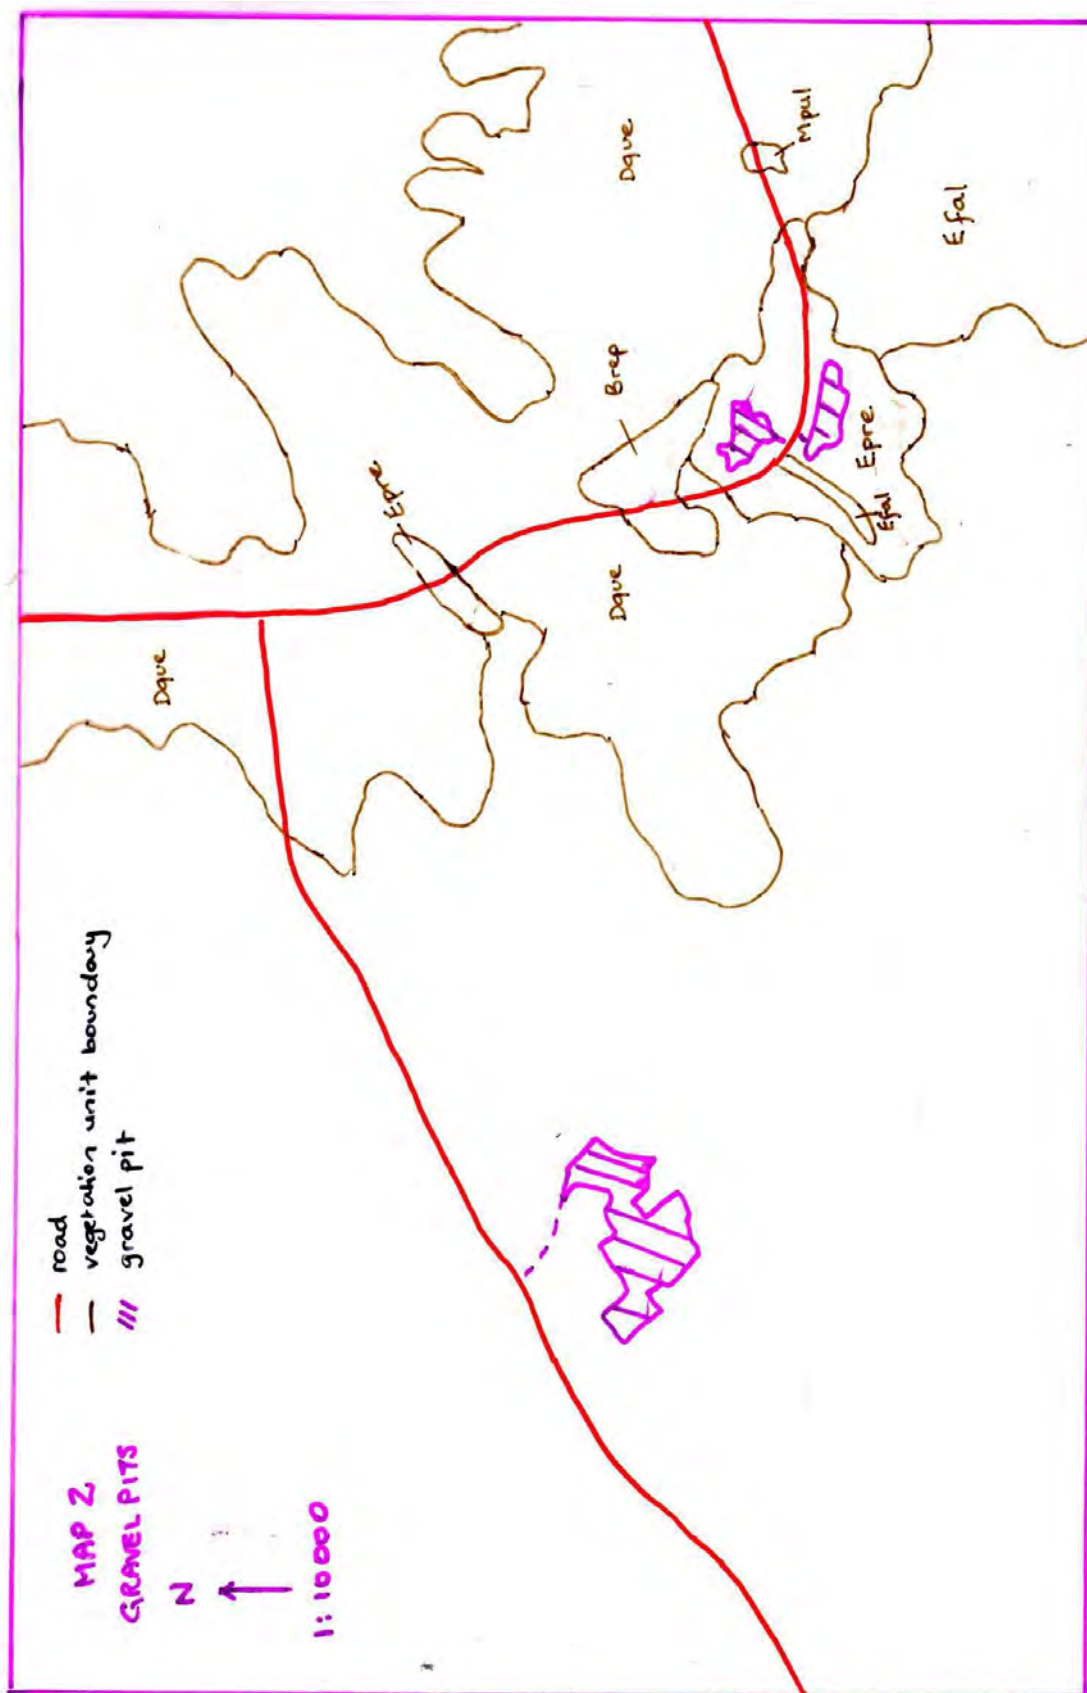 MAP 2
GRAVEL PITS
N
1:10000
road
vegetation unit boundary
/// gravel pit
Dque
Epre
Dque
Brep
Dque
Efal
Epre
Mpul
Efal